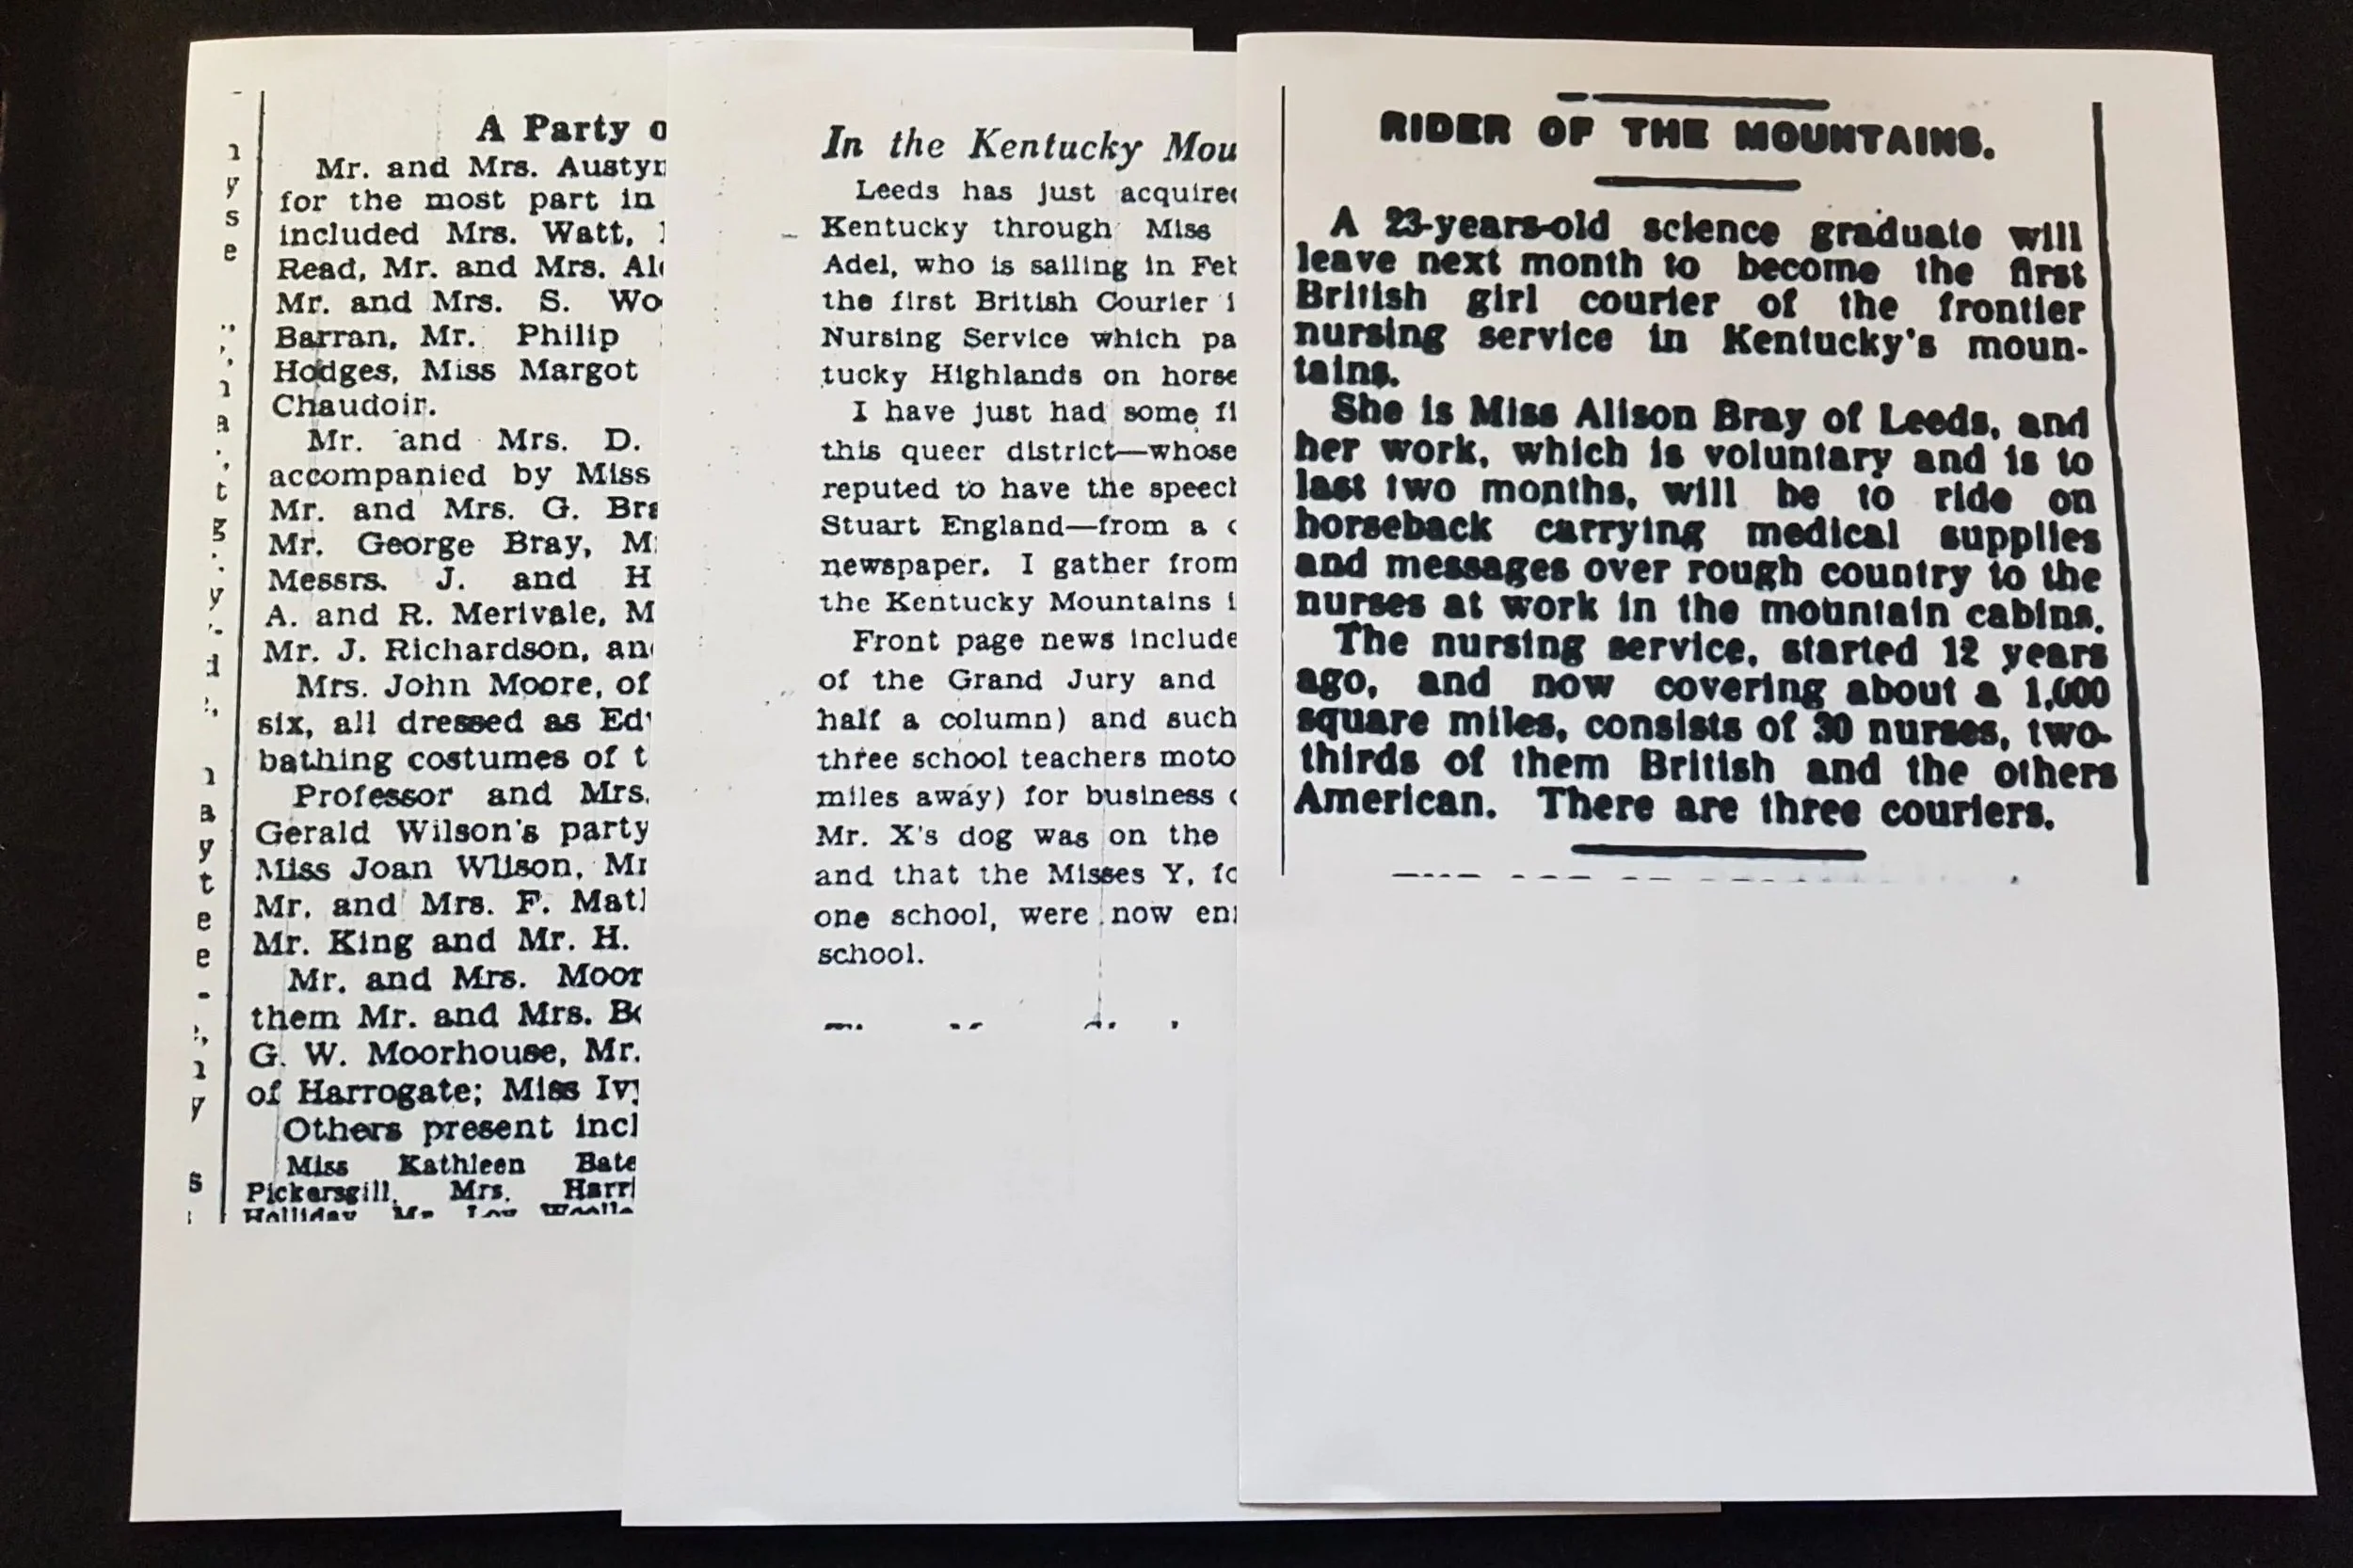 A Party
Mr. and Mrs.
for the most part in
included Mrs. Watt,
Read, Mr. and Mrs.
Mr. and Mrs. S.
Barran, Mr. Philip
Hodges, Miss Margot
Chaudoir.
Mr. and Mrs. D.
accompanied by Miss
Mr. and Mrs. G.
Mr. George Bray,
Messrs. J. and H
A. and R. Merivale, M
Mr. J. Richardson,
Mrs. John Moore, of
six, all dressed as
bathing costumes of
Professor and Mrs.
Gerald Wilson's party
Miss Joan Wilson,
Mr. and Mrs. F.
Mr. King and Mr. H.
Mr. and Mrs. Moor
them Mr. and Mrs.
G. W. Moorhouse, Mr.
of Harrogate; Miss
Others present incl
Miss Kathleen Bate
Pickersgill, Mrs. Harri
In the Kentucky Mou
Leeds has just acquired
Kentucky through Miss
Adel, who is sailing in Feb
the first British Courier i
Nursing Service which pa
tucky Highlands on horse
I have just had some
this queer district—whose
reputed to have the speech
Stuart England—from a
newspaper. I gather from
the Kentucky Mountains
Front page news include
of the Grand Jury and
half a column) and such
three school teachers moto
miles away) for business
Mr. X's dog was on the
and that the Misses Y,
one school, were now
school.
RIDER OF THE MOUNTAINS.
A 23-years-old science graduate will
leave next month to become the first
British girl courier of the frontier
nursing service in Kentucky's moun-
tains.
She is Miss Alison Bray of Leeds, and
her work, which is voluntary and is to
last two months, will be to ride on
horseback carrying medical supplies
and messages over rough country to the
nurses at work in the mountain cabins.
The nursing service, started 12 years
ago, and now covering about a 1,000
square miles, consists of 30 nurses, two-
thirds of them British and the others
American. There are three couriers.